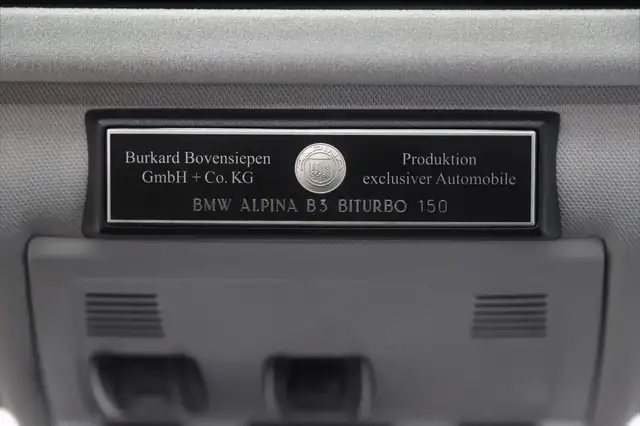 Burkard Bovensiepen
GmbH + Co. KG
Produktion
exclusiver Automobile
BMW ALPINA B3 BITURBO 150